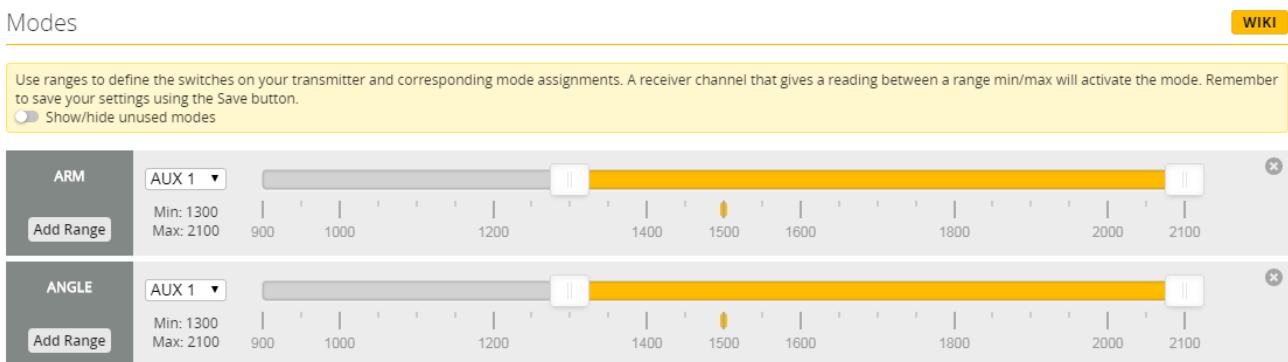 Modes
WIKI
Use ranges to define the switches on your transmitter and corresponding mode assignments. A receiver channel that gives a reading between a range min/max will activate the mode. Remember
to save your settings using the Save button.
Show/hide unused modes
ARM
AUX 1
Min: 1300
Add Range
Max: 2100
900 1000 1200 1400 1500 1600 1800 2000 2100
ANGLE
AUX 1
Min: 1300
Add Range
Max: 2100
900 1000 1200 1400 1500 1600 1800 2000 2100